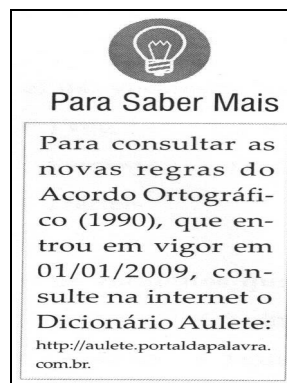 Para Saber Mais
Para consultar as
novas regras do
Acordo Ortográfi-
co (1990), que en-
trou em vigor em
01/01/2009, con-
sulte na internet o
Dicionário Aulete:
http://aulete.portaldapalavra.
com.br.